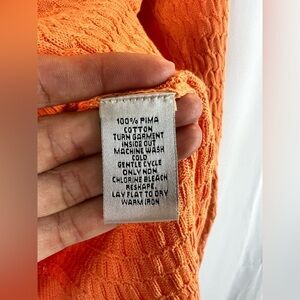 100% PIMA
COTTON
TURN GARMENT
INSIDE OUT
MACHINE WASH
COLD
GENTLE CYCLE
ONLY NON
CHLORINE BLEACH
RESHAPE,
LAY FLAT TO DRY
WARM IRON